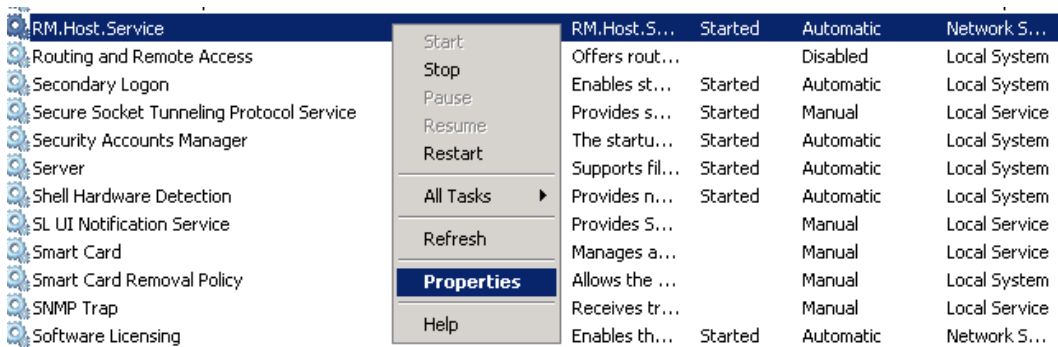 RM.Host.Service RM.Host.S... Started Automatic Network S...
Start
Routing and Remote Access Offers rout... Disabled Local System
Stop
Secondary Logon Enables st... Started Automatic Local System
Pause
Secure Socket Tunneling Protocol Service Provides s... Started Manual Local Service
Resume
Security Accounts Manager The startu... Started Automatic Local System
Restart
Server Supports fil... Started Automatic Local System
Shell Hardware Detection All Tasks Provides n... Started Automatic Local System
SL UI Notification Service Provides S... Manual Local Service
Refresh
Smart Card Manages a... Manual Local Service
Smart Card Removal Policy Properties Allows the ... Manual Local System
SNMP Trap Receives tr... Manual Local Service
Help
Software Licensing Enables th... Started Automatic Network S...